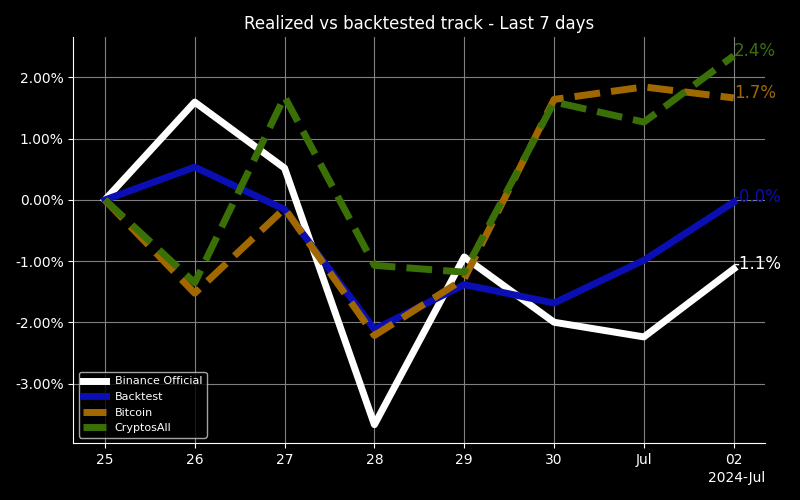 Realized vs backtested track - Last 7 days
2.00%
1.00%
0.00%
-1.00%
-2.00%
-3.00%
2.4%
1.7%
0.0%
-1.1%
Binance Official
Backtest
Bitcoin
CryptosAll
25 26 27 28 29 30 Jul 02
2024-Jul